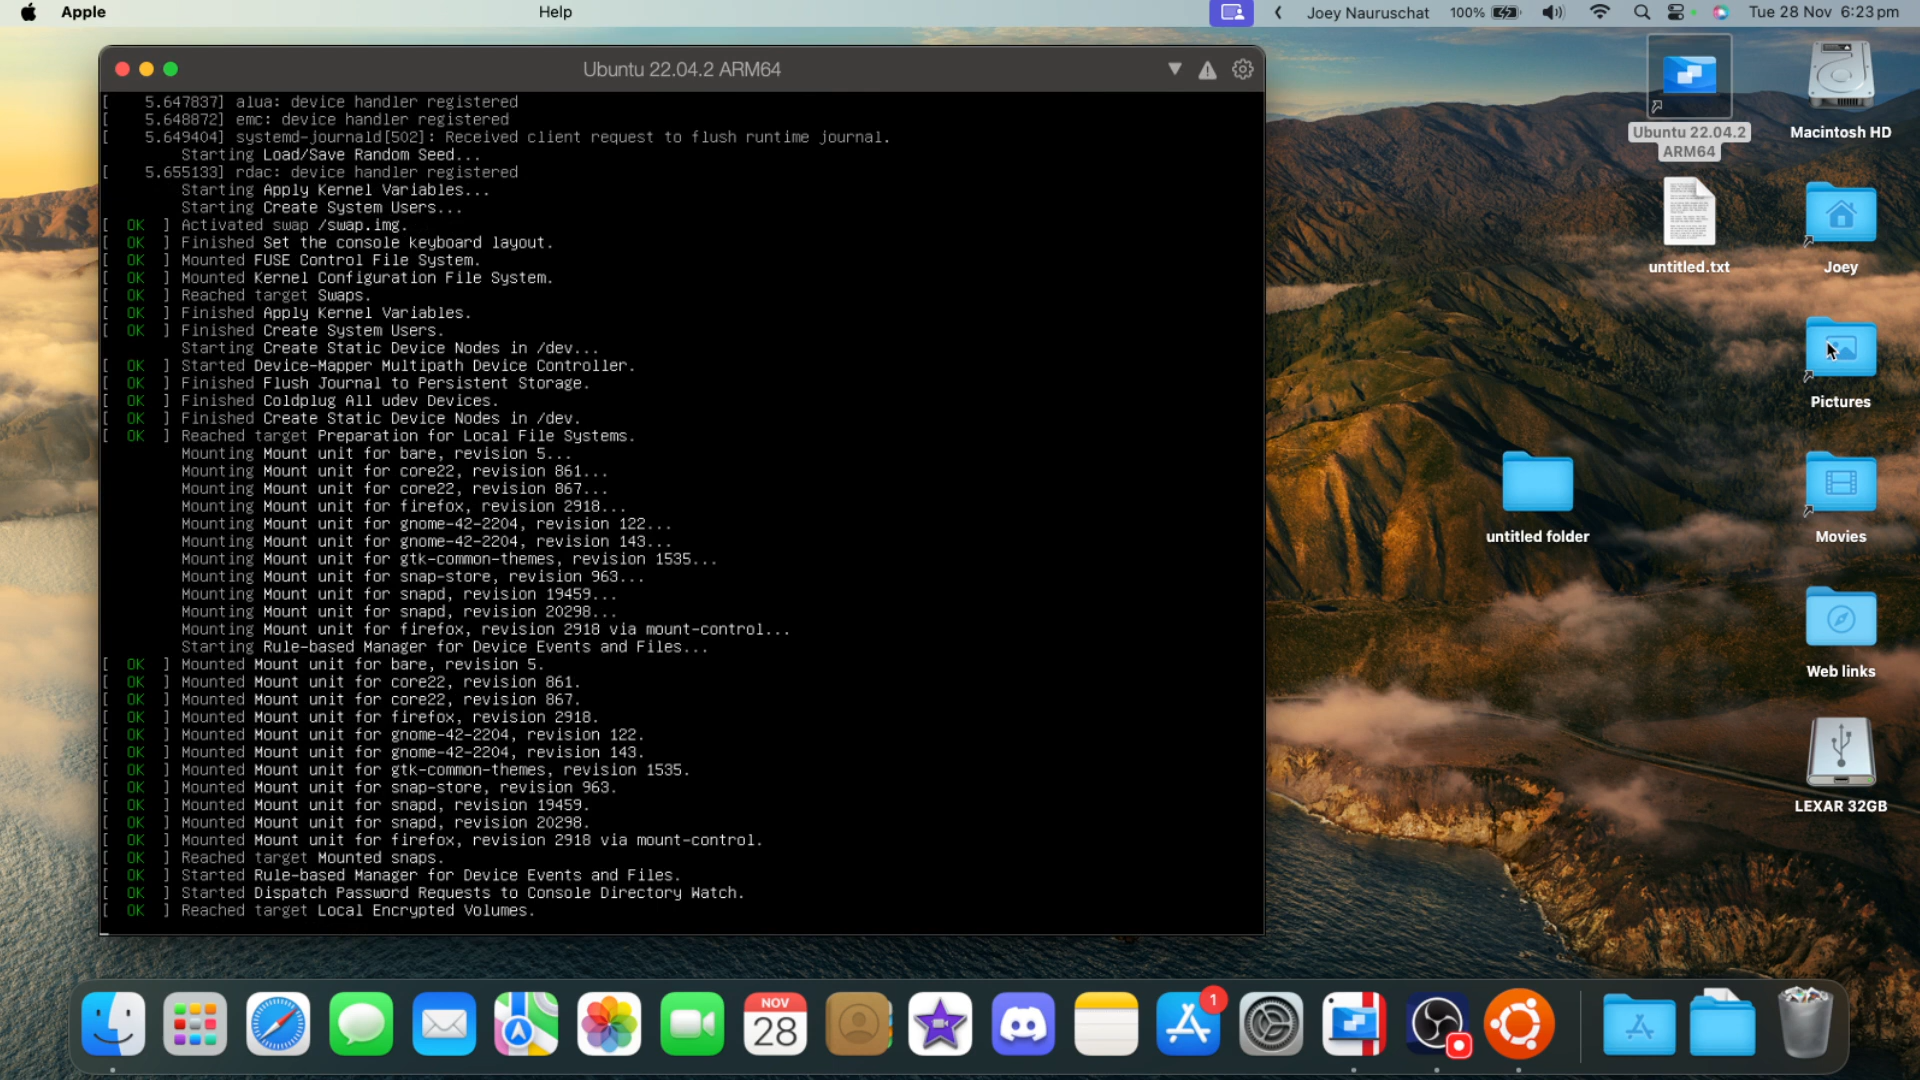 Apple
Help
Joey Nauruschat
100%
Tue 28 Nov 6:23 pm
Ubuntu 22.04.2 ARM64
[    5.647837] alua: device handler registered
[    5.648872] emc: device handler registered
[    5.649404] systemd-journald[502]: Received client request to flush runtime journal.
Starting Load/Save Random Seed...
[    5.655133] rdac: device handler registered
Starting Apply Kernel Variables...
Starting Create System Users...
[  OK  ] Activated swap /swap.img.
[  OK  ] Finished Set the console keyboard layout.
[  OK  ] Mounted FUSE Control File System.
[  OK  ] Mounted Kernel Configuration File System.
[  OK  ] Reached target Swaps.
[  OK  ] Finished Apply Kernel Variables.
[  OK  ] Finished Create System Users.
Starting Create Static Device Nodes in /dev...
[  OK  ] Started Device-Mapper Multipath Device Controller.
[  OK  ] Finished Flush Journal to Persistent Storage.
[  OK  ] Finished Coldplug All udev Devices.
[  OK  ] Finished Create Static Device Nodes in /dev.
[  OK  ] Reached target Preparation for Local File Systems.
Mounting Mount unit for bare, revision 5...
Mounting Mount unit for core22, revision 861...
Mounting Mount unit for core22, revision 867...
Mounting Mount unit for firefox, revision 2918...
Mounting Mount unit for gnome-42-2204, revision 122...
Mounting Mount unit for gnome-42-2204, revision 143...
Mounting Mount unit for gtk-common-themes, revision 1535...
Mounting Mount unit for snap-store, revision 963...
Mounting Mount unit for snapd, revision 19459...
Mounting Mount unit for snapd, revision 20298...
Mounting Mount unit for firefox, revision 2918 via mount-control...
Starting Rule-based Manager for Device Events and Files...
[  OK  ] Mounted Mount unit for bare, revision 5.
[  OK  ] Mounted Mount unit for core22, revision 861.
[  OK  ] Mounted Mount unit for core22, revision 867.
[  OK  ] Mounted Mount unit for firefox, revision 2918.
[  OK  ] Mounted Mount unit for gnome-42-2204, revision 122.
[  OK  ] Mounted Mount unit for gnome-42-2204, revision 143.
[  OK  ] Mounted Mount unit for gtk-common-themes, revision 1535.
[  OK  ] Mounted Mount unit for snap-store, revision 963.
[  OK  ] Mounted Mount unit for snapd, revision 19459.
[  OK  ] Mounted Mount unit for snapd, revision 20298.
[  OK  ] Mounted Mount unit for firefox, revision 2918 via mount-control.
[  OK  ] Reached target Mounted snaps.
[  OK  ] Started Rule-based Manager for Device Events and Files.
[  OK  ] Started Dispatch Password Requests to Console Directory Watch.
[  OK  ] Reached target Local Encrypted Volumes.
Ubuntu 22.04.2
ARM64
Macintosh HD
untitled.txt
Joey
Pictures
untitled folder
Movies
Web links
LEXAR 32GB
NOV
28
1